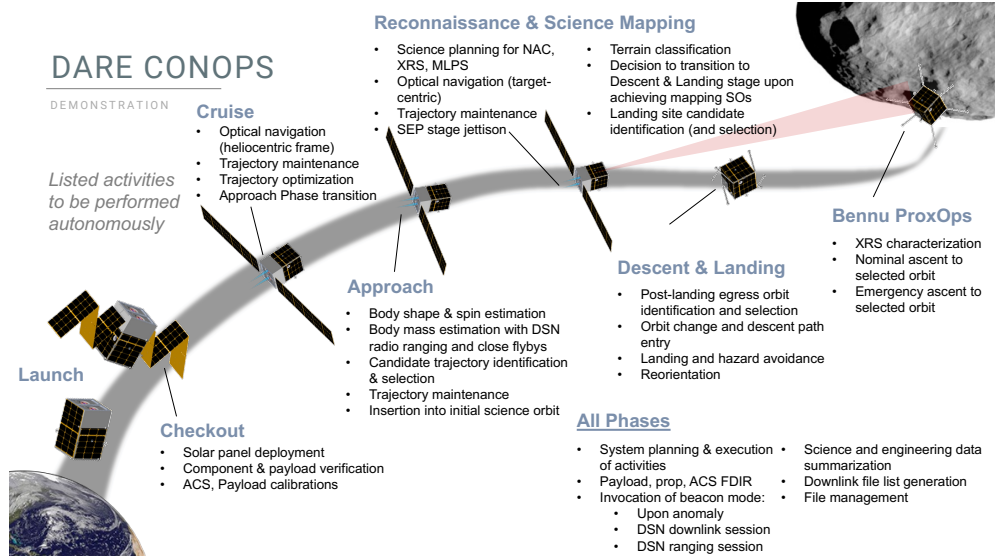 DARE CONOPS
DEMONSTRATION
Listed activities
to be performed
autonomously
Launch
Checkout
• Solar panel deployment
• Component & payload verification
• ACS, Payload calibrations
Cruise
• Optical navigation
(heliocentric frame)
• Trajectory maintenance
• Trajectory optimization
• Approach Phase transition
Approach
• Body shape & spin estimation
• Body mass estimation with DSN
radio ranging and close flybys
• Candidate trajectory identification
& selection
• Trajectory maintenance
• Insertion into initial science orbit
Reconnaissance & Science Mapping
• Science planning for NAC,
XRS, MLPS
• Optical navigation (target-
centric)
• Trajectory maintenance
• SEP stage jettison
• Terrain classification
• Decision to transition to
Descent & Landing stage upon
achieving mapping SOs
• Landing site candidate
identification (and selection)
Descent & Landing
• Post-landing egress orbit
identification and selection
• Orbit change and descent path
entry
• Landing and hazard avoidance
• Reorientation
Bennu ProxOps
• XRS characterization
• Nominal ascent to
selected orbit
• Emergency ascent to
selected orbit
All Phases
• System planning & execution
of activities
• Payload, prop, ACS FDIR
• Invocation of beacon mode:
• Upon anomaly
• DSN downlink session
• DSN ranging session
• Science and engineering data
summarization
• Downlink file list generation
• File management